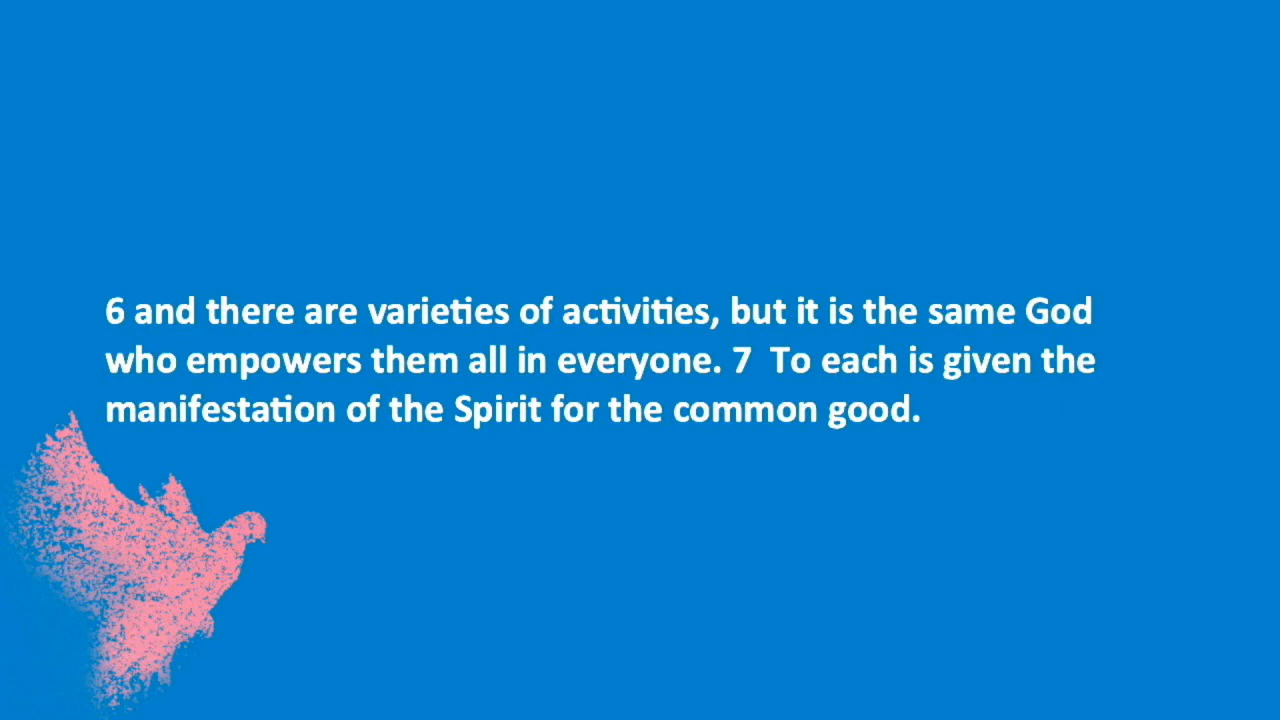 6 and there are varieties of activities, but it is the same God
who empowers them all in everyone. 7  To each is given the
manifestation of the Spirit for the common good.